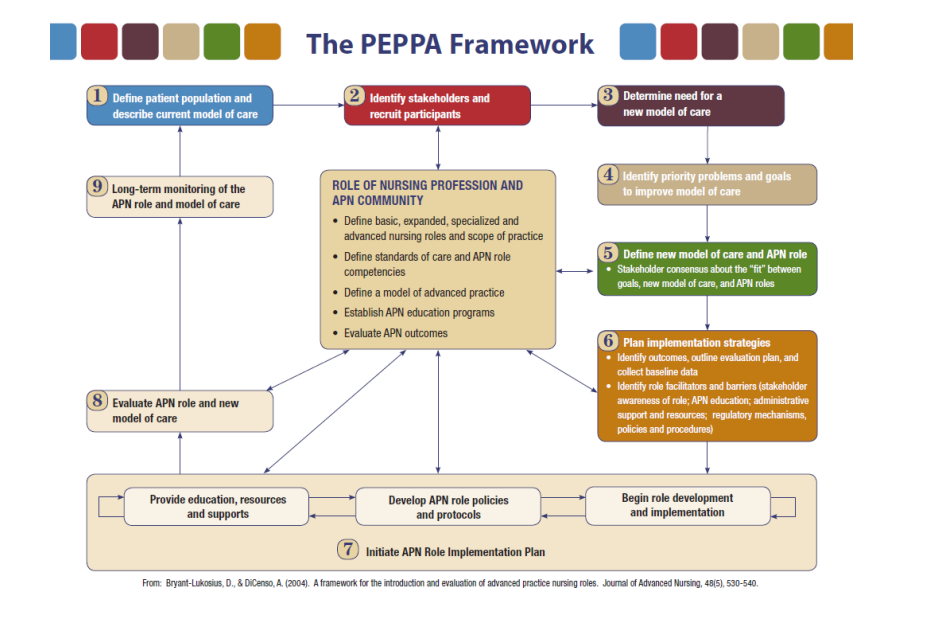 The PEPPA Framework
1 Define patient population and
describe current model of care
2 Identify stakeholders and
recruit participants
3 Determine need for a
new model of care
4 Identify priority problems and goals
to improve model of care
5 Define new model of care and APN role
• Stakeholder consensus about the "fit" between
goals, new model of care, and APN roles
6 Plan implementation strategies
• Identify outcomes, outline evaluation plan, and
collect baseline data
• Identify role facilitators and barriers (stakeholder
awareness of role; APN education; administrative
support and resources; regulatory mechanisms,
policies and procedures)
ROLE OF NURSING PROFESSION AND
APN COMMUNITY
• Define basic, expanded, specialized and
advanced nursing roles and scope of practice
• Define standards of care and APN role
competencies
• Define a model of advanced practice
• Establish APN education programs
• Evaluate APN outcomes
9 Long-term monitoring of the
APN role and model of care
8 Evaluate APN role and new
model of care
Provide education, resources
and supports
Develop APN role policies
and protocols
Begin role development
and implementation
7 Initiate APN Role Implementation Plan
From: Bryant-Lukosius, D., & DiCenso, A. (2004). A framework for the introduction and evaluation of advanced practice nursing roles. Journal of Advanced Nursing, 48(5), 530-540.